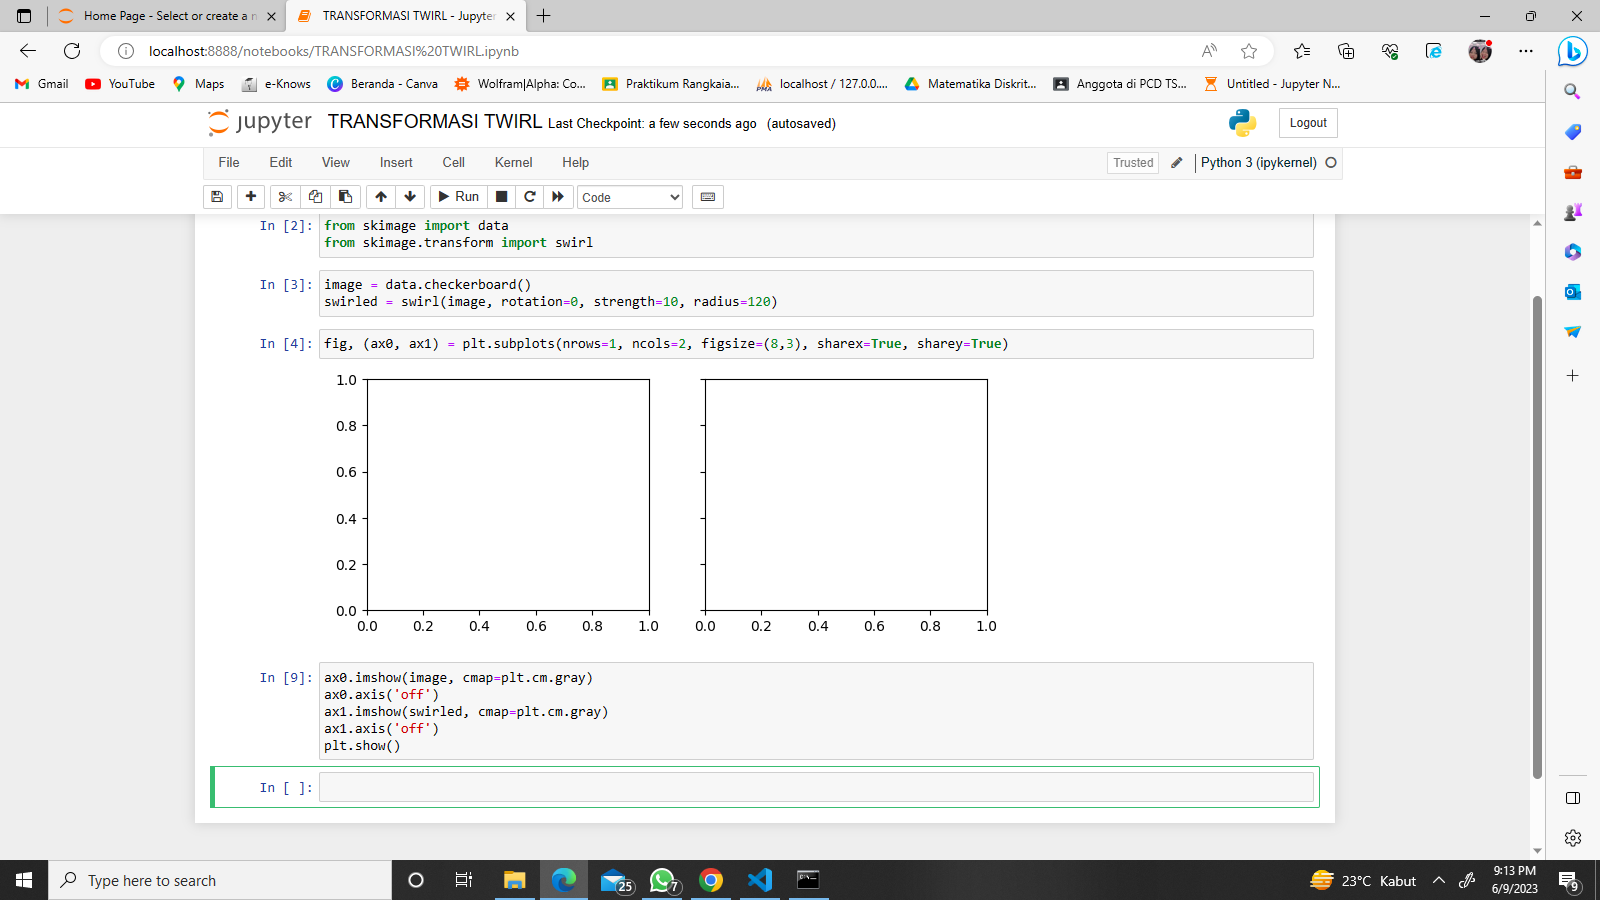 Home Page - Select or create a n
TRANSFORMASI TWIRL - Jupyter
localhost:8888/notebooks/TRANSFORMASI%20TWIRL.ipynb
Gmail
YouTube
Maps
e-Knows
Beranda - Canva
Wolfram|Alpha: Co...
Praktikum Rangkaia...
localhost / 127.0.0....
Matematika Diskrit...
Anggota di PCD TS...
Untitled - Jupyter N...
jupyter TRANSFORMASI TWIRL Last Checkpoint: a few seconds ago (autosaved)
Logout
File Edit View Insert Cell Kernel Help
Trusted
Python 3 (ipykernel)
Run
Code
In [2]: from skimage import data
from skimage.transform import swirl
In [3]: image = data.checkerboard()
swirled = swirl(image, rotation=0, strength=10, radius=120)
In [4]: fig, (ax0, ax1) = plt.subplots(nrows=1, ncols=2, figsize=(8,3), sharex=True, sharey=True)
1.0
0.8
0.6
0.4
0.2
0.0
0.0 0.2 0.4 0.6 0.8 1.0
0.0 0.2 0.4 0.6 0.8 1.0
In [9]: ax0.imshow(image, cmap=plt.cm.gray)
ax0.axis('off')
ax1.imshow(swirled, cmap=plt.cm.gray)
ax1.axis('off')
plt.show()
In [ ]:
Type here to search
25
7
23°C Kabut
9:13 PM
6/9/2023
9